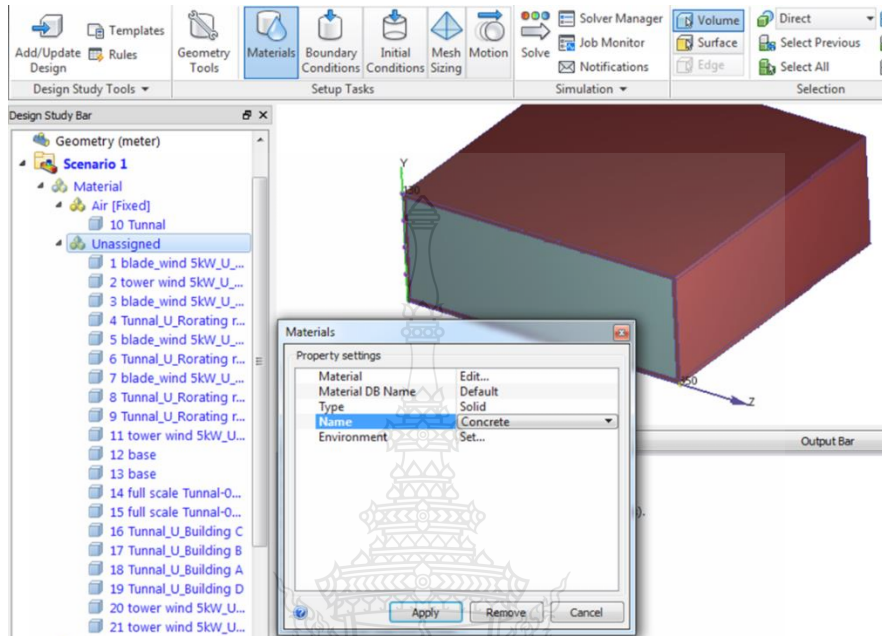 Add/Update Design
Templates
Rules
Design Study Tools
Geometry Tools
Materials
Boundary Conditions
Initial Conditions
Mesh Sizing
Motion
Setup Tasks
Solve
Solver Manager
Job Monitor
Notifications
Simulation
Volume
Surface
Edge
Direct
Select Previous
Select All
Selection
Design Study Bar
Geometry (meter)
Scenario 1
Material
Air [Fixed]
10 Tunnal
Unassigned
1 blade_wind 5kW_U_...
2 tower wind 5kW_U_...
3 blade_wind 5kW_U_...
4 Tunnal_U_Rorating r...
5 blade_wind 5kW_U_...
6 Tunnal_U_Rorating r...
7 blade_wind 5kW_U_...
8 Tunnal_U_Rorating r...
9 Tunnal_U_Rorating r...
11 tower wind 5kW_U...
12 base
13 base
14 full scale Tunnal-0...
15 full scale Tunnal-0...
16 Tunnal_U_Building C
17 Tunnal_U_Building B
18 Tunnal_U_Building A
19 Tunnal_U_Building D
20 tower wind 5kW_U...
21 tower wind 5kW_U...
Y
Z
Output Bar
).
Materials
Property settings
Material Edit...
Material DB Name Default
Type Solid
Name Concrete
Environment Set...
Apply Remove Cancel